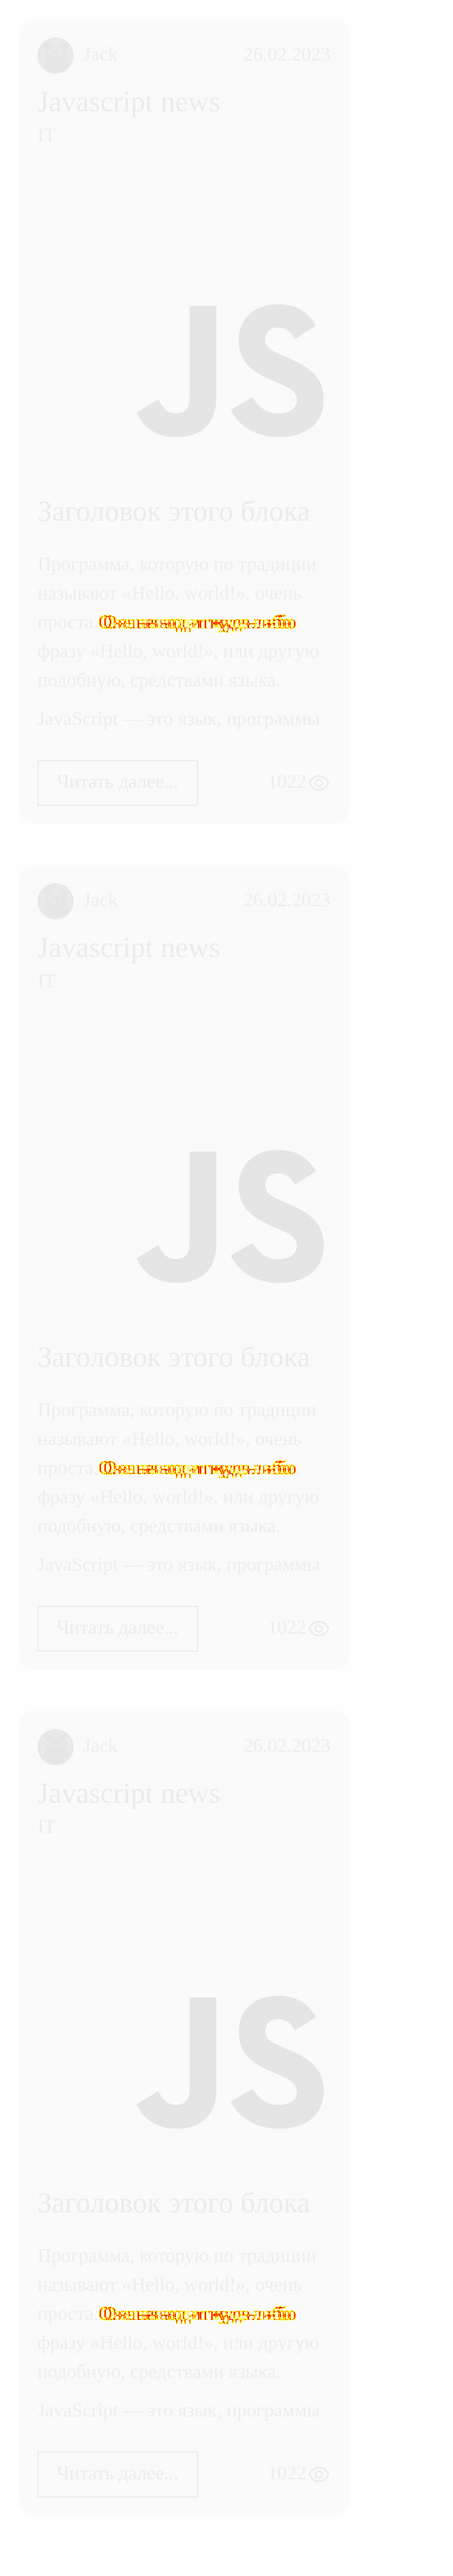 Jack 26.02.2023
Javascript news
IT
JS
Заголовок этого блока
Программа, которую по традиции
называют «Hello, world!», очень
проста.
фразу «Hello, world!», или другую
подобную, средствами языка.
JavaScript — это язык, программы
Читать далее... 1022
Jack 26.02.2023
Javascript news
IT
JS
Заголовок этого блока
Программа, которую по традиции
называют «Hello, world!», очень
проста.
фразу «Hello, world!», или другую
подобную, средствами языка.
JavaScript — это язык, программы
Читать далее... 1022
Jack 26.02.2023
Javascript news
IT
JS
Заголовок этого блока
Программа, которую по традиции
называют «Hello, world!», очень
проста.
фразу «Hello, world!», или другую
подобную, средствами языка.
JavaScript — это язык, программы
Читать далее... 1022